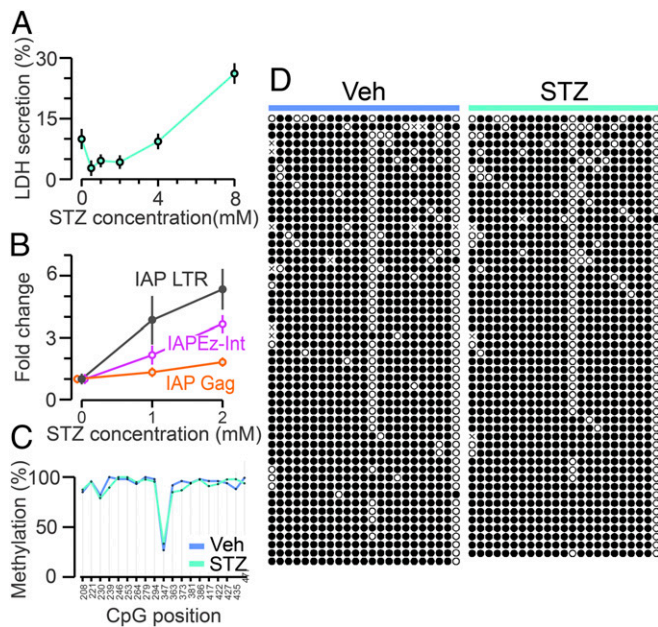 A
LDH secretion (%)
30
15
0
0
4
8
STZ concentration(mM)
B
Fold change
6
3
0
IAP LTR
IAPEz-Int
IAP Gag
0
1
2
STZ concentration (mM)
C
Methylation (%)
100
50
0
Veh
STZ
208
221
230
239
246
253
264
279
294
347
363
373
381
386
417
422
427
435
CpG position
D
Veh
STZ